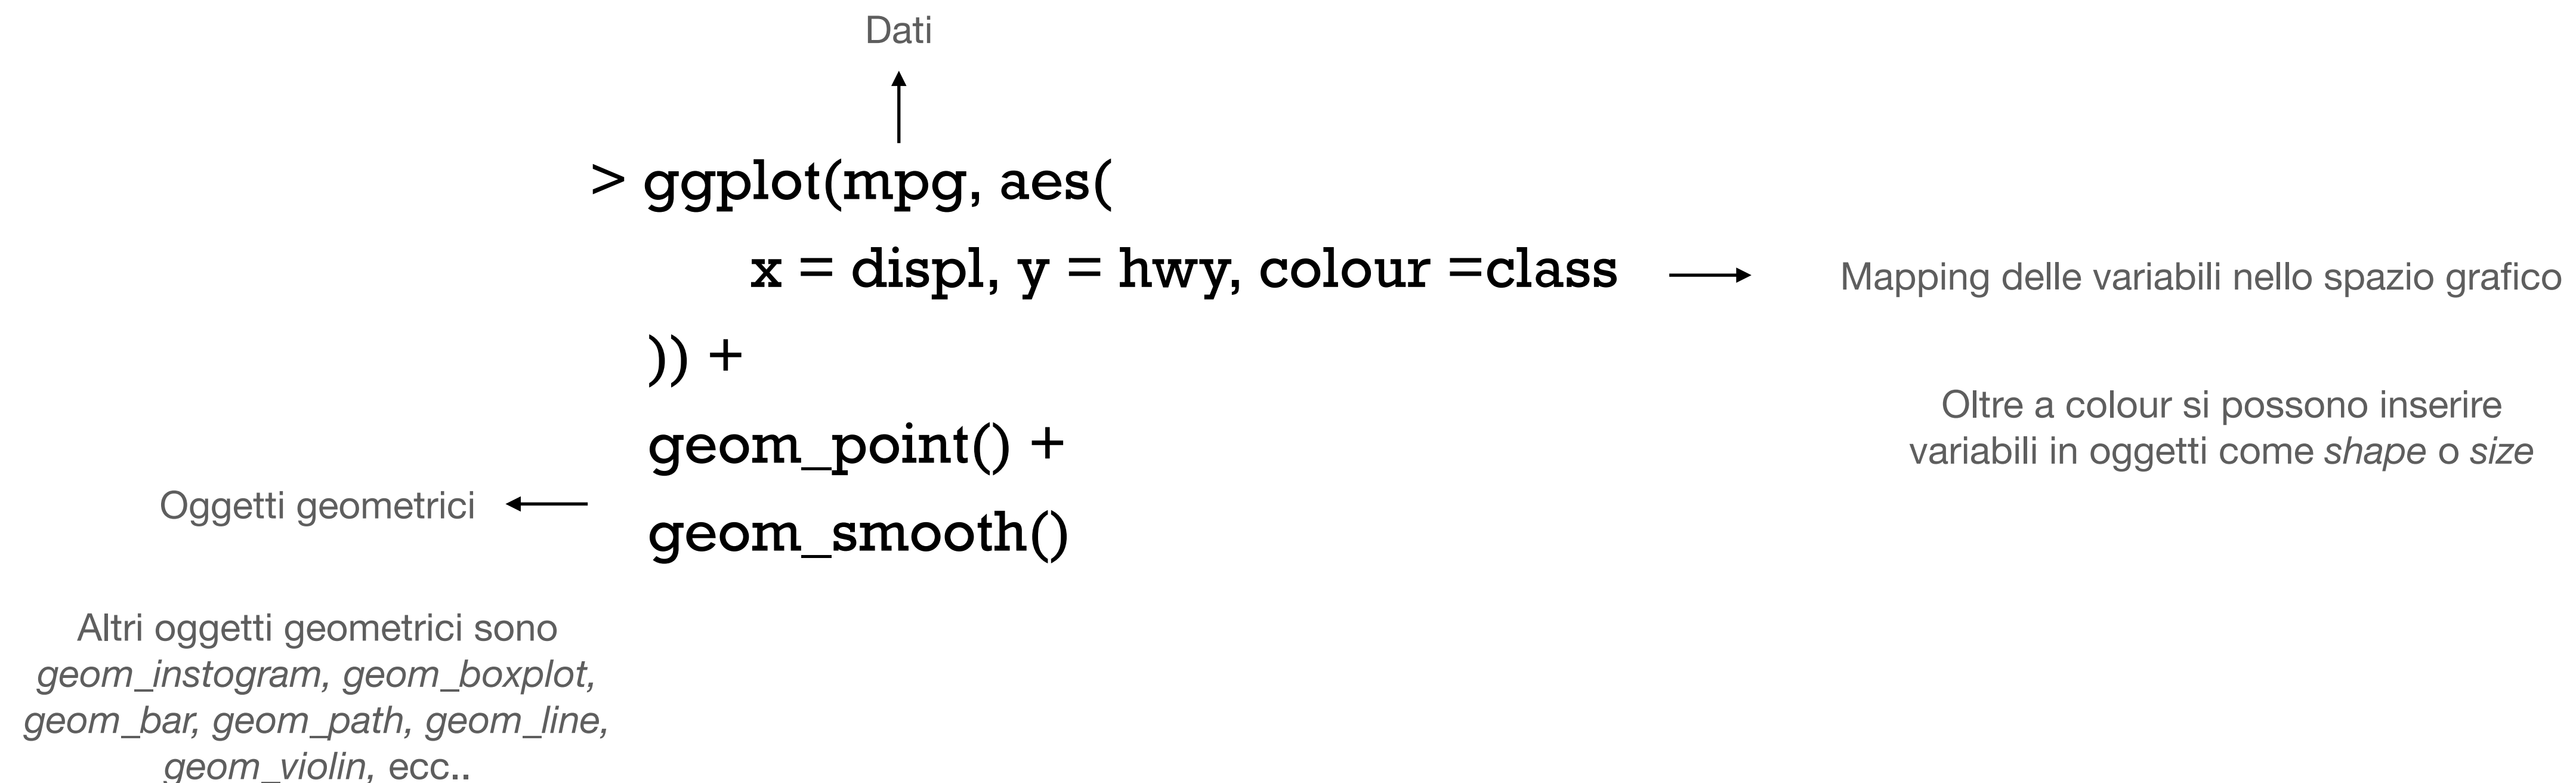 Dati
> ggplot(mpg, aes(
x = displ, y = hwy, colour =class
Mapping delle variabili nello spazio grafico
)) +
Oltre a colour si possono inserire
variabili in oggetti come shape o size
geom_point() +
Oggetti geometrici
geom_smooth()
Altri oggetti geometrici sono
geom_instogram, geom_boxplot,
geom_bar, geom_path, geom_line,
geom_violin, ecc..